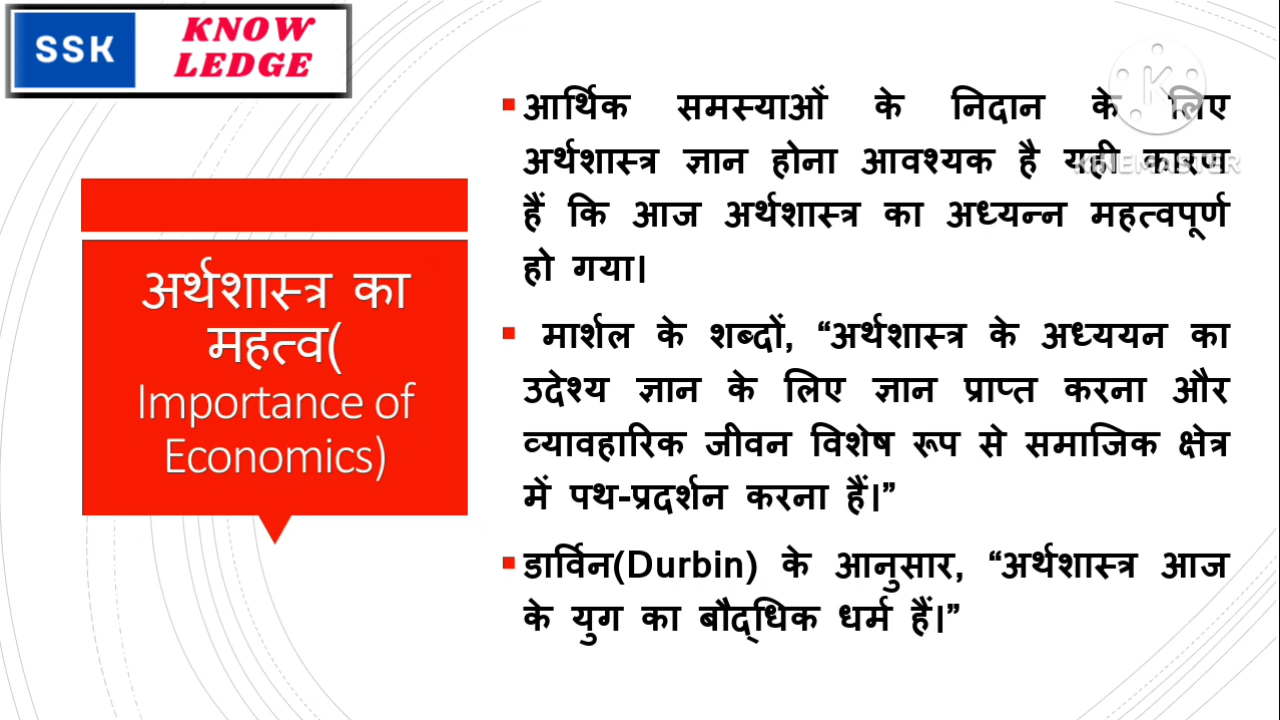 SSK
KNOW
LEDGE
अर्थशास्त्र का
महत्व(
Importance of
Economics)
आर्थिक समस्याओं के निदान के लिए
अर्थशास्त्र ज्ञान होना आवश्यक है यही कारण
हैं कि आज अर्थशास्त्र का अध्यन्न महत्वपूर्ण
हो गया।
मार्शल के शब्दों, “अर्थशास्त्र के अध्ययन का
उदेश्य ज्ञान के लिए ज्ञान प्राप्त करना और
व्यावहारिक जीवन विशेष रूप से समाजिक क्षेत्र
में पथ-प्रदर्शन करना हैं।”
डार्विन(Durbin) के आनुसार, “अर्थशास्त्र आज
के युग का बौद्धिक धर्म हैं।”
K
KINEMASTER